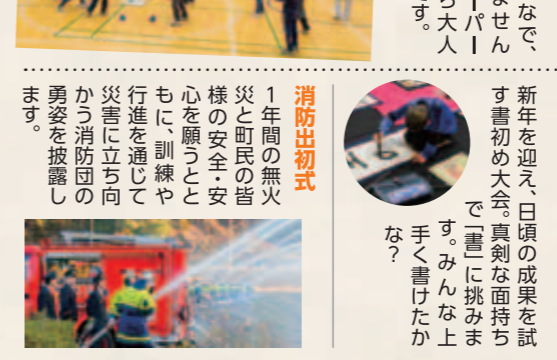 なで、
ません
ーパー
ら大人
す。
新年を迎え、日頃の成果を試
す書初め大会。真剣な面持ち
で「書」に挑みま
す。みんな上
手く書けたか
な？
消防出初式
1年間の無火
災と町民の皆
様の安全・安
心を願うとと
もに、訓練や
行進を通じて
災害に立ち向
かう消防団の
勇姿を披露し
ます。